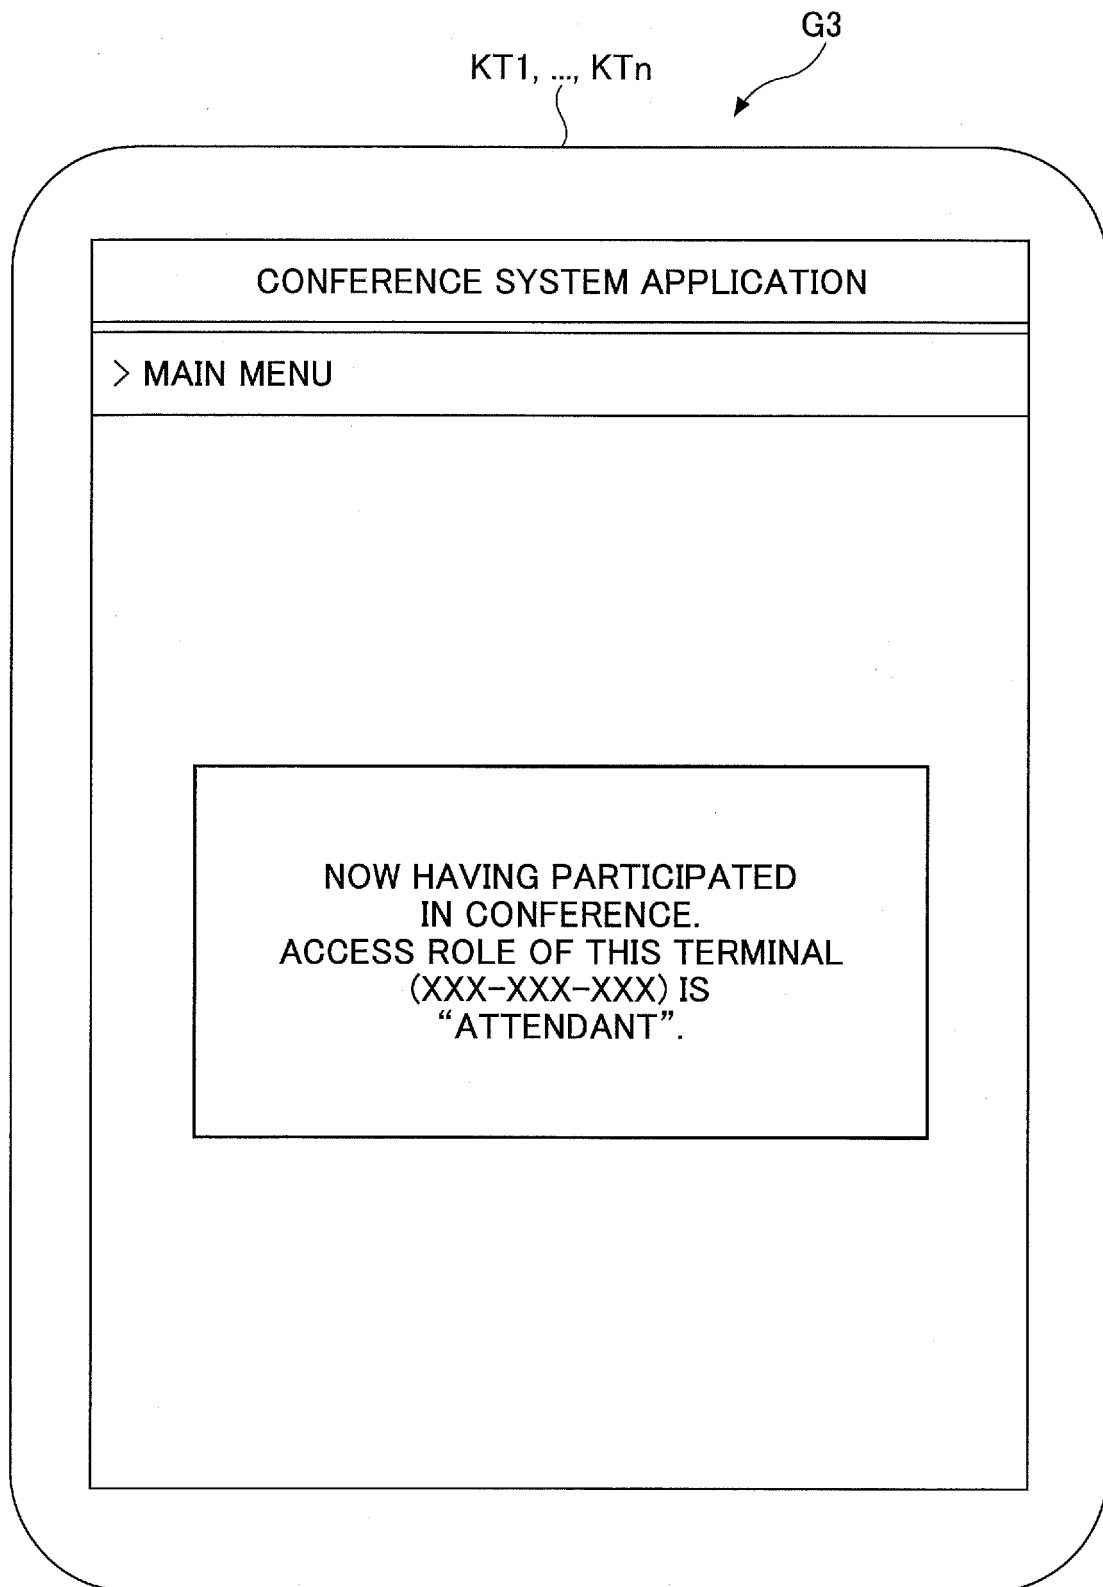 G3
KT1, ..., KTn
CONFERENCE SYSTEM APPLICATION
> MAIN MENU
NOW HAVING PARTICIPATED
IN CONFERENCE.
ACCESS ROLE OF THIS TERMINAL
(XXX-XXX-XXX) IS
“ATTENDANT”.